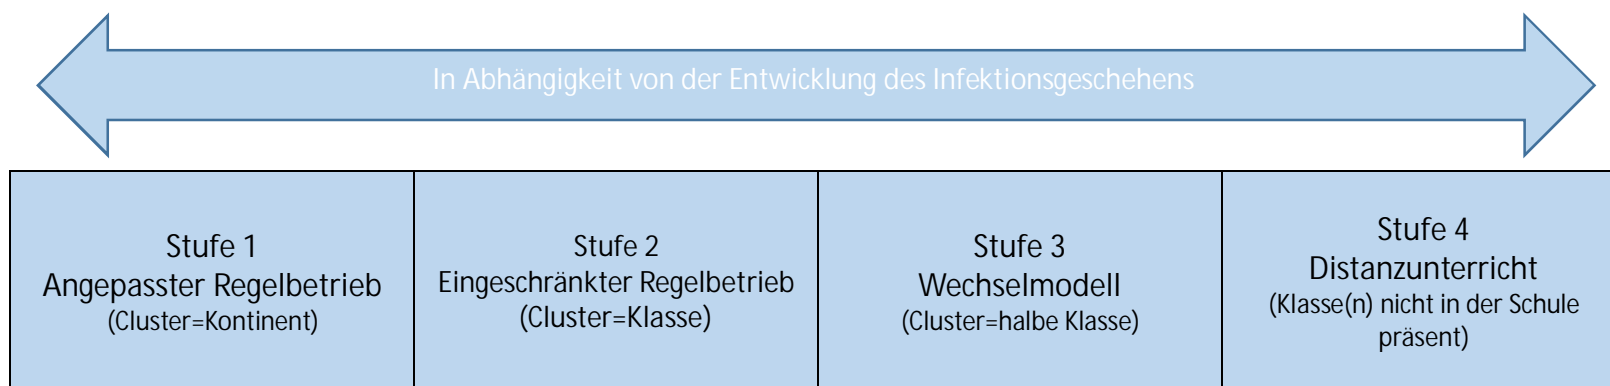 In Abhängigkeit von der Entwicklung des Infektionsgeschehens
Stufe 1
Angepasster Regelbetrieb
(Cluster=Kontinent)
Stufe 2
Eingeschränkter Regelbetrieb
(Cluster=Klasse)
Stufe 3
Wechselmodell
(Cluster=halbe Klasse)
Stufe 4
Distanzunterricht
(Klasse(n) nicht in der Schule
präsent)